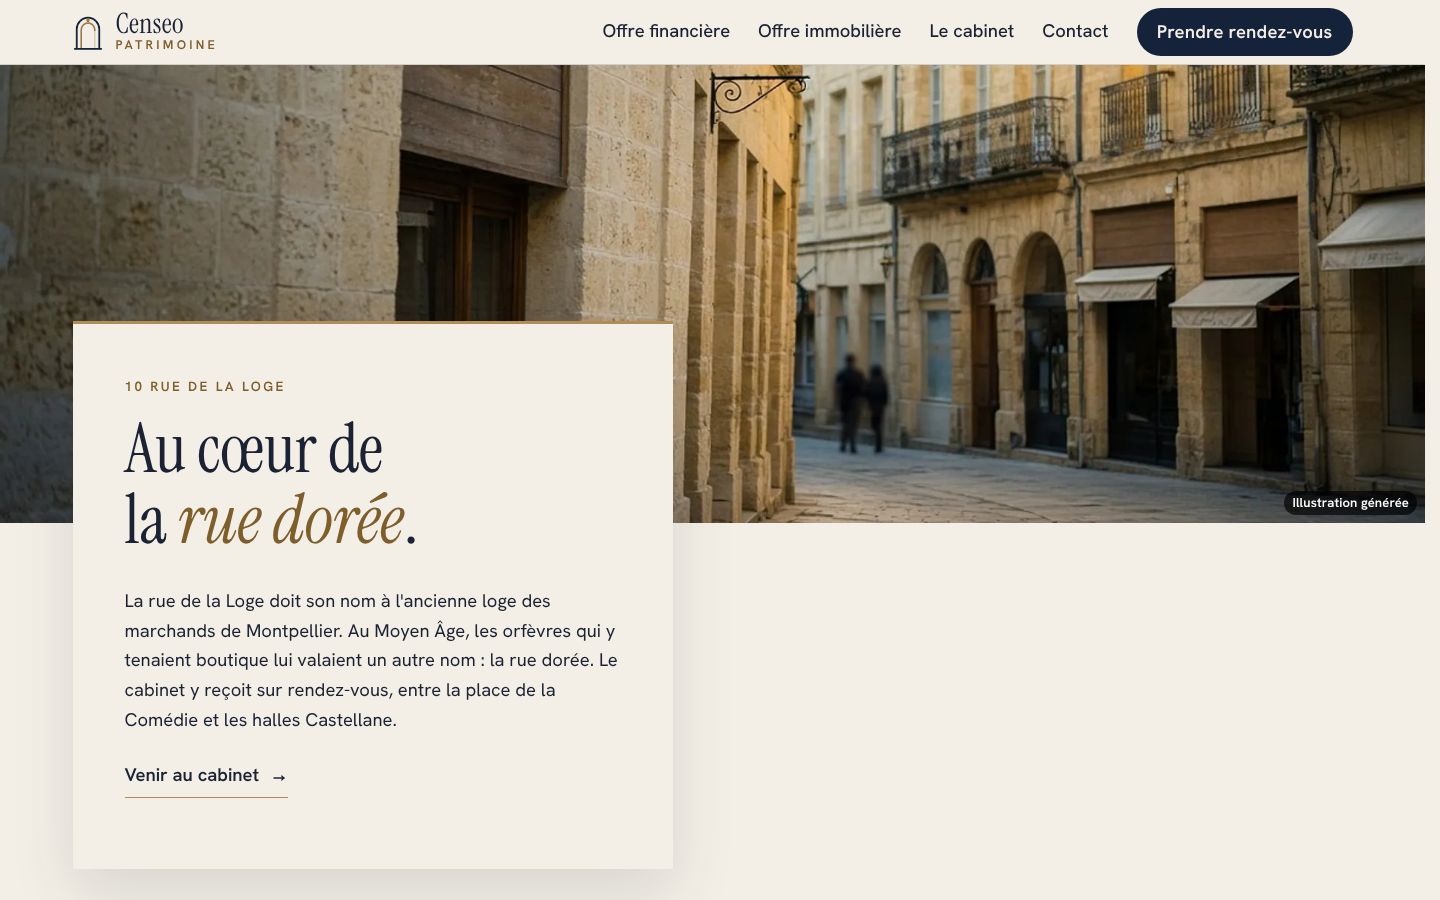 Censeo
PATRIMOINE
Offre financière
Offre immobilière
Le cabinet
Contact
Prendre rendez-vous
10 RUE DE LA LOGE
Au cœur de
la rue dorée.
La rue de la Loge doit son nom à l'ancienne loge des
marchands de Montpellier. Au Moyen Âge, les orfèvres qui y
tenaient boutique lui valaient un autre nom : la rue dorée. Le
cabinet y reçoit sur rendez-vous, entre la place de la
Comédie et les halles Castellane.
Venir au cabinet →
Illustration générée